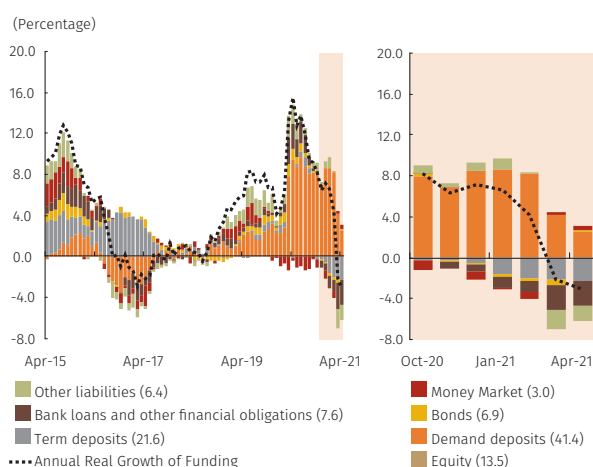 (Percentage)
20.0
16.0
12.0
8.0
4.0
0.0
-4.0
-8.0
Apr-15 Apr-17 Apr-19 Apr-21
20.0
16.0
12.0
8.0
4.0
0.0
-4.0
-8.0
Oct-20 Jan-21 Apr-21
Other liabilities (6.4)
Bank loans and other financial obligations (7.6)
Term deposits (21.6)
Annual Real Growth of Funding
Money Market (3.0)
Bonds (6.9)
Demand deposits (41.4)
Equity (13.5)